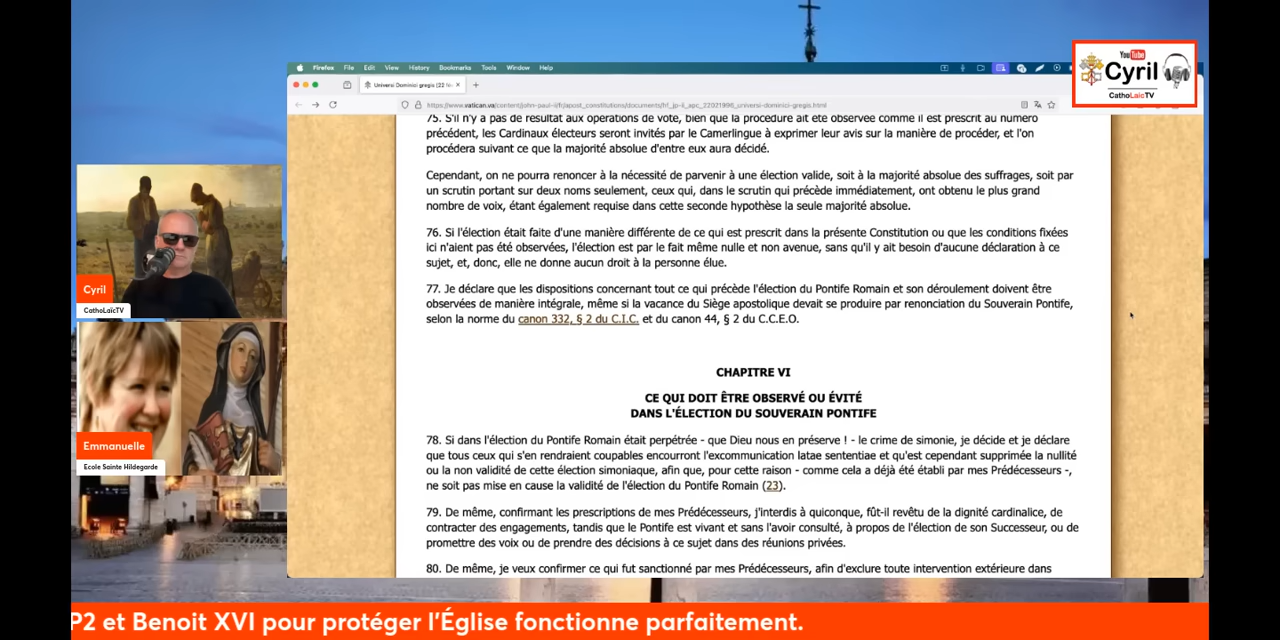 YouTube
Cyril
CathoLaïcTV
Firefox File Edit View History Bookmarks Tools Window Help
Universi Dominici gregis (22 fe
https://www.vatican.va/content/john-paul-ii/fr/apost_constitutions/documents/hf_jp-ii_apc_22021996_universi-dominici-gregis.html
75. S'il n'y a pas de résultat aux opérations de vote, bien que la procédure ait été observée comme il est prescrit au numéro
précédent, les Cardinaux électeurs seront invités par le Camerlingue à exprimer leur avis sur la manière de procéder, et l'on
procédera suivant ce que la majorité absolue d'entre eux aura décidé.
Cependant, on ne pourra renoncer à la nécessité de parvenir à une élection valide, soit à la majorité absolue des suffrages, soit par
un scrutin portant sur deux noms seulement, ceux qui, dans le scrutin qui précède immédiatement, ont obtenu le plus grand
nombre de voix, étant également requise dans cette seconde hypothèse la seule majorité absolue.
76. Si l'élection était faite d'une manière différente de ce qui est prescrit dans la présente Constitution ou que les conditions fixées
ici n'aient pas été observées, l'élection est par le fait même nulle et non avenue, sans qu'il y ait besoin d'aucune déclaration à ce
sujet, et, donc, elle ne donne aucun droit à la personne élue.
77. Je déclare que les dispositions concernant tout ce qui précède l'élection du Pontife Romain et son déroulement doivent être
observées de manière intégrale, même si la vacance du Siège apostolique devait se produire par renonciation du Souverain Pontife,
selon la norme du canon 332, § 2 du C.I.C. et du canon 44, § 2 du C.C.E.O.
CHAPITRE VI
CE QUI DOIT ÊTRE OBSERVÉ OU ÉVITÉ
DANS L'ÉLECTION DU SOUVERAIN PONTIFE
78. Si dans l'élection du Pontife Romain était perpétrée - que Dieu nous en préserve ! - le crime de simonie, je décide et je déclare
que tous ceux qui s'en rendraient coupables encourront l'excommunication latae sententiae et qu'est cependant supprimée la nullité
ou la non validité de cette élection simoniaque, afin que, pour cette raison - comme cela a déjà été établi par mes Prédécesseurs -,
ne soit pas mise en cause la validité de l'élection du Pontife Romain (23).
79. De même, confirmant les prescriptions de mes Prédécesseurs, j'interdis à quiconque, fût-il revêtu de la dignité cardinalice, de
contracter des engagements, tandis que le Pontife est vivant et sans l'avoir consulté, à propos de l'élection de son Successeur, ou de
promettre des voix ou de prendre des décisions à ce sujet dans des réunions privées.
80. De même, je veux confirmer ce qui fut sanctionné par mes Prédécesseurs, afin d'exclure toute intervention extérieure dans
Cyril
CathoLaïcTV
Emmanuelle
Ecole Sainte Hildegarde
P2 et Benoit XVI pour protéger l'Église fonctionne parfaitement.